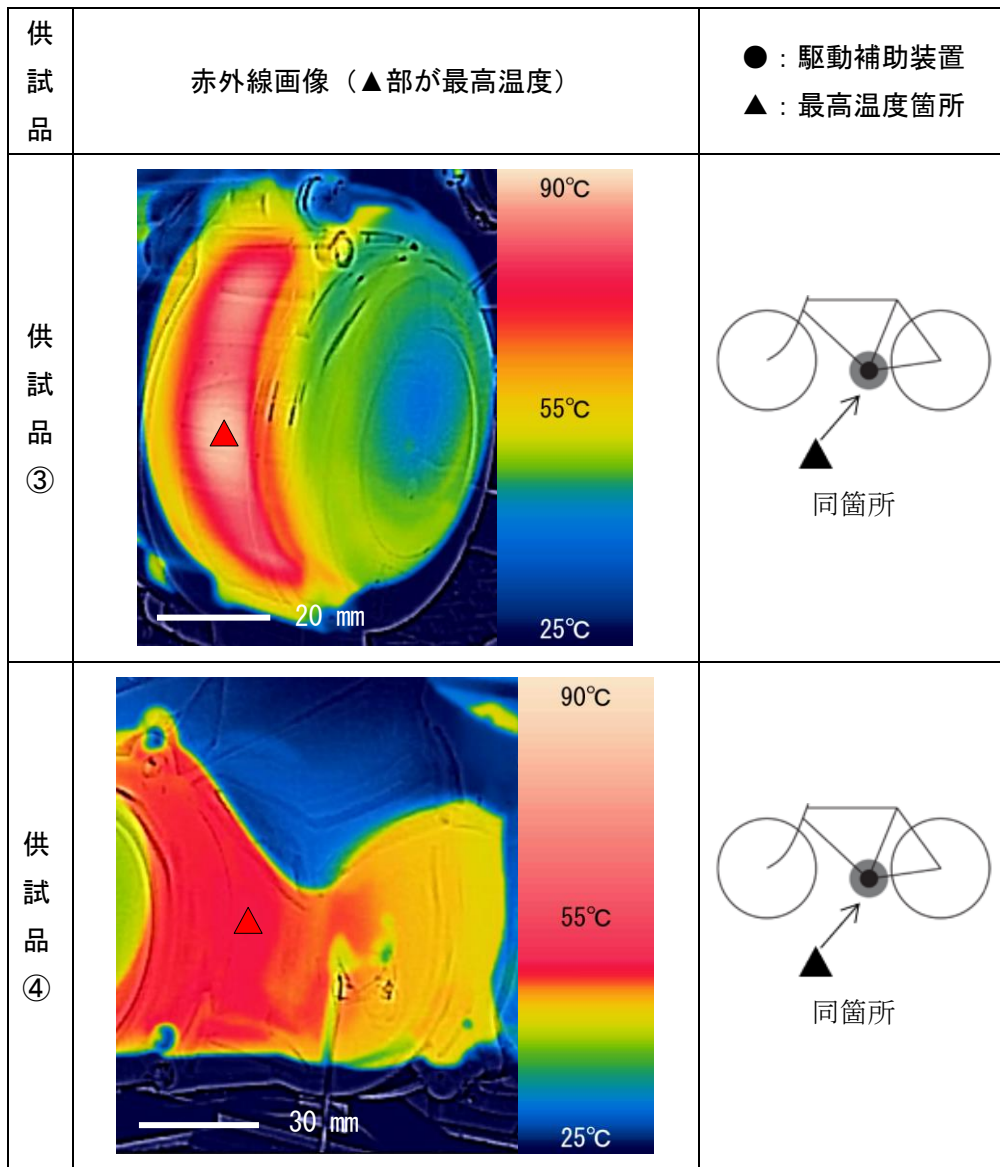 供試品
赤外線画像（▲部が最高温度）
●：駆動補助装置
▲：最高温度箇所
供試品③
90℃
55℃
25℃
20 mm
同箇所
供試品④
90℃
55℃
25℃
30 mm
同箇所